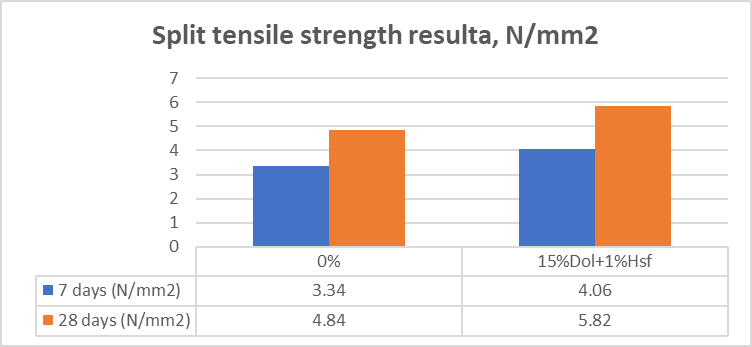 Split tensile strength resulta, N/mm2
7
6
5
4
3
2
1
0
0% 15%Dol+1%Hsf
7 days (N/mm2) 3.34 4.06
28 days (N/mm2) 4.84 5.82